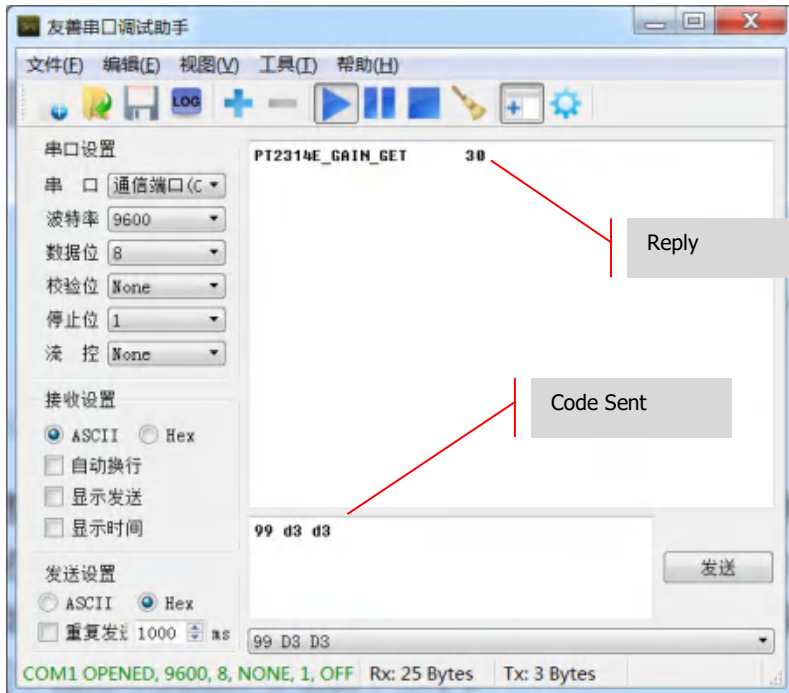 友善串口调试助手
文件(F) 编辑(E) 视图(V) 工具(T) 帮助(H)
LOG
串口设置
串 口 通信端口(C
波特率 9600
数据位 8
校验位 None
停止位 1
流 控 None
接收设置
ASCII Hex
自动换行
显示发送
显示时间
发送设置
ASCII Hex
重复发 1000 ms
PT2314E_GAIN_GET 30
Reply
Code Sent
99 d3 d3
发送
99 D3 D3
COM1 OPENED, 9600, 8, NONE, 1, OFF Rx: 25 Bytes Tx: 3 Bytes